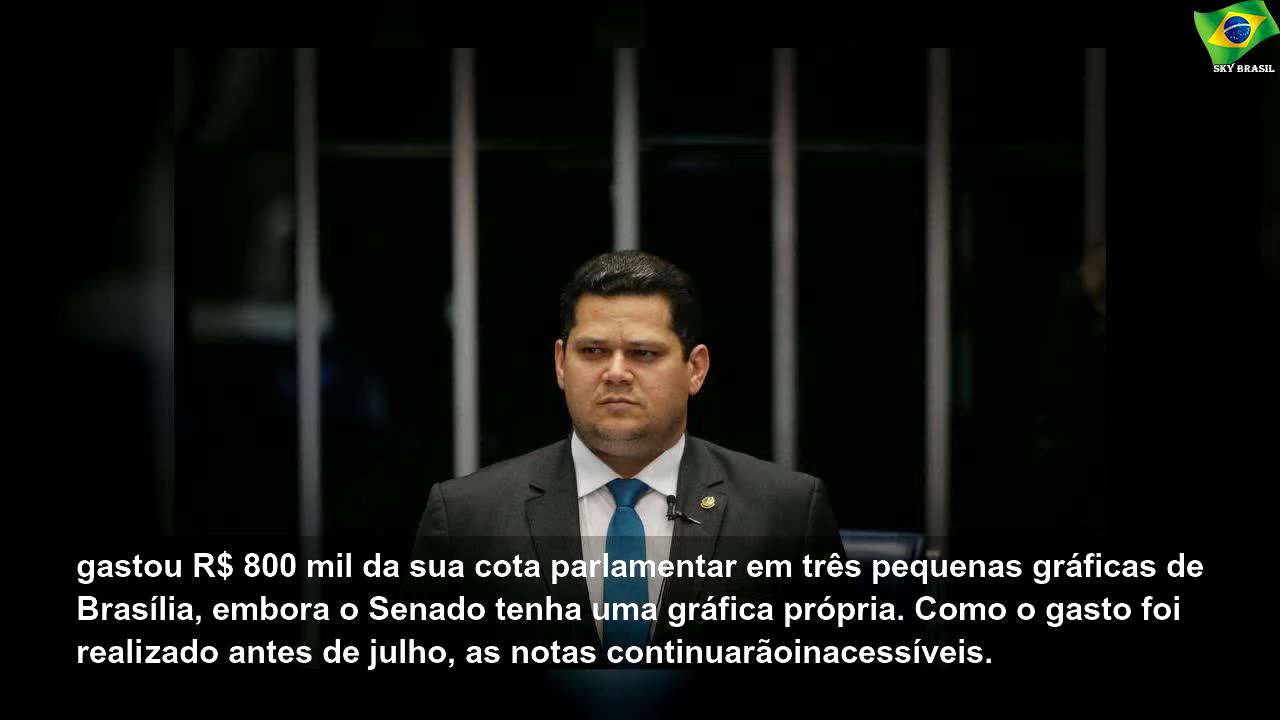 SKY BRASIL
gastou R$ 800 mil da sua cota parlamentar em três pequenas gráficas de
Brasília, embora o Senado tenha uma gráfica própria. Como o gasto foi
realizado antes de julho, as notas continuarãoinacessíveis.